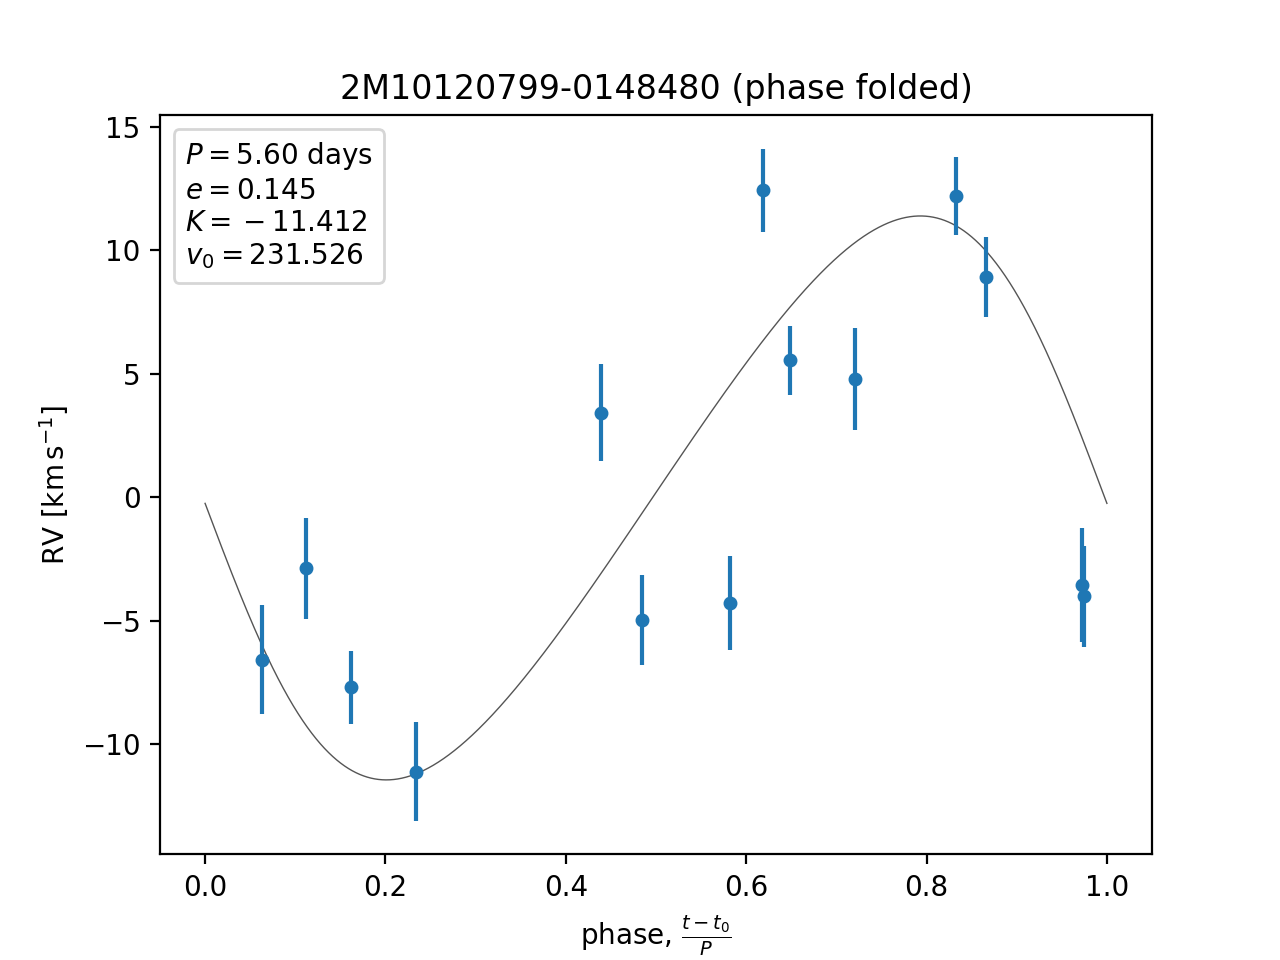 2M10120799-0148480 (phase folded)
P = 5.60 days
e = 0.145
K = −11.412
v₀ = 231.526
15
10
5
0
−5
−10
RV [km s⁻¹]
0.0 0.2 0.4 0.6 0.8 1.0
phase, (t − t₀)/P